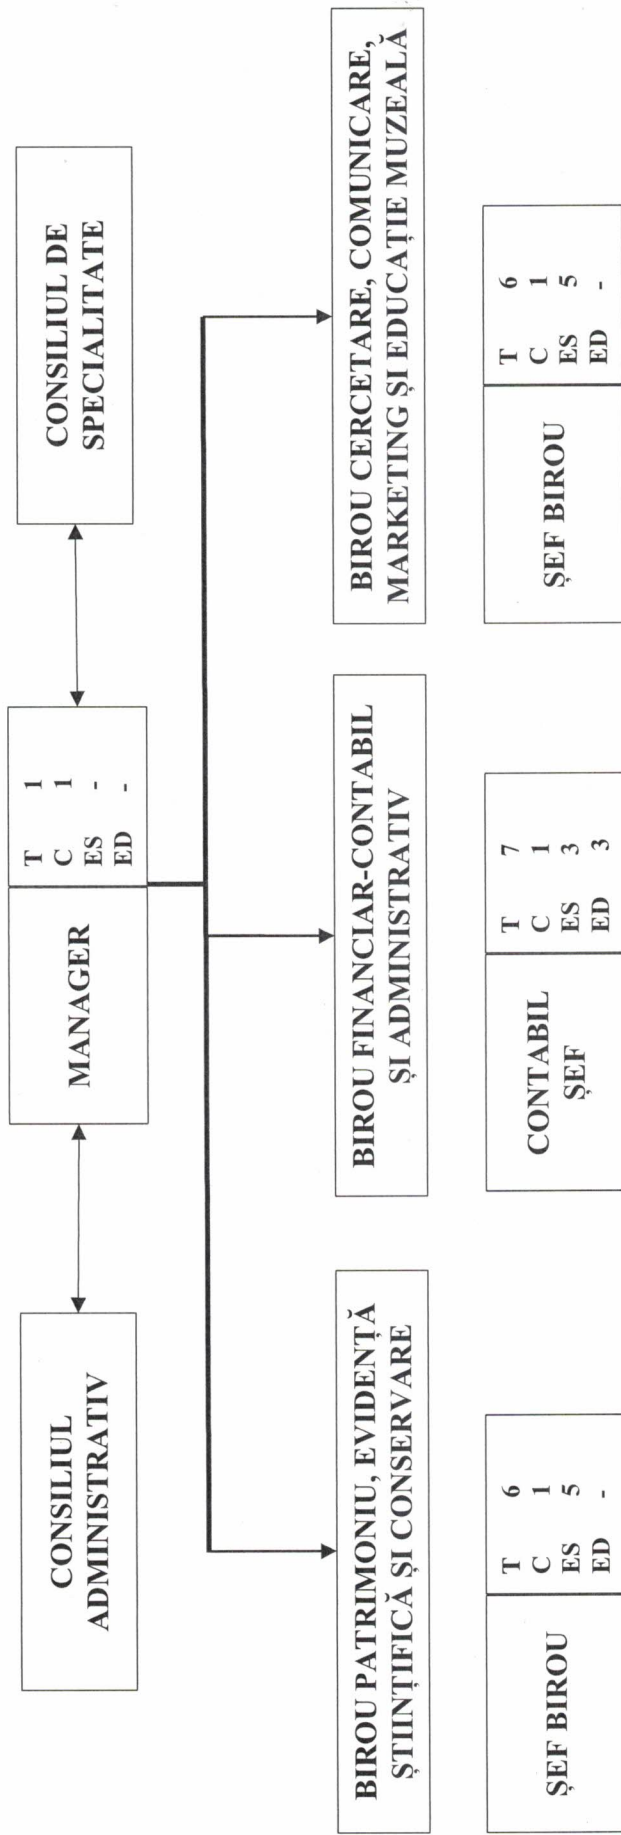 CONSILIUL
ADMINISTRATIV
MANAGER
T 1
C 1
ES -
ED -
CONSILIUL DE
SPECIALITATE
BIROU PATRIMONIU, EVIDENȚĂ
ȘTIINȚIFICĂ ȘI CONSERVARE
BIROU FINANCIAR-CONTABIL
ȘI ADMINISTRATIV
BIROU CERCETARE, COMUNICARE,
MARKETING ȘI EDUCAȚIE MUZEALĂ
ȘEF BIROU
T 6
C 1
ES 5
ED -
CONTABIL
ȘEF
T 7
C 1
ES 3
ED 3
ȘEF BIROU
T 6
C 1
ES 5
ED -